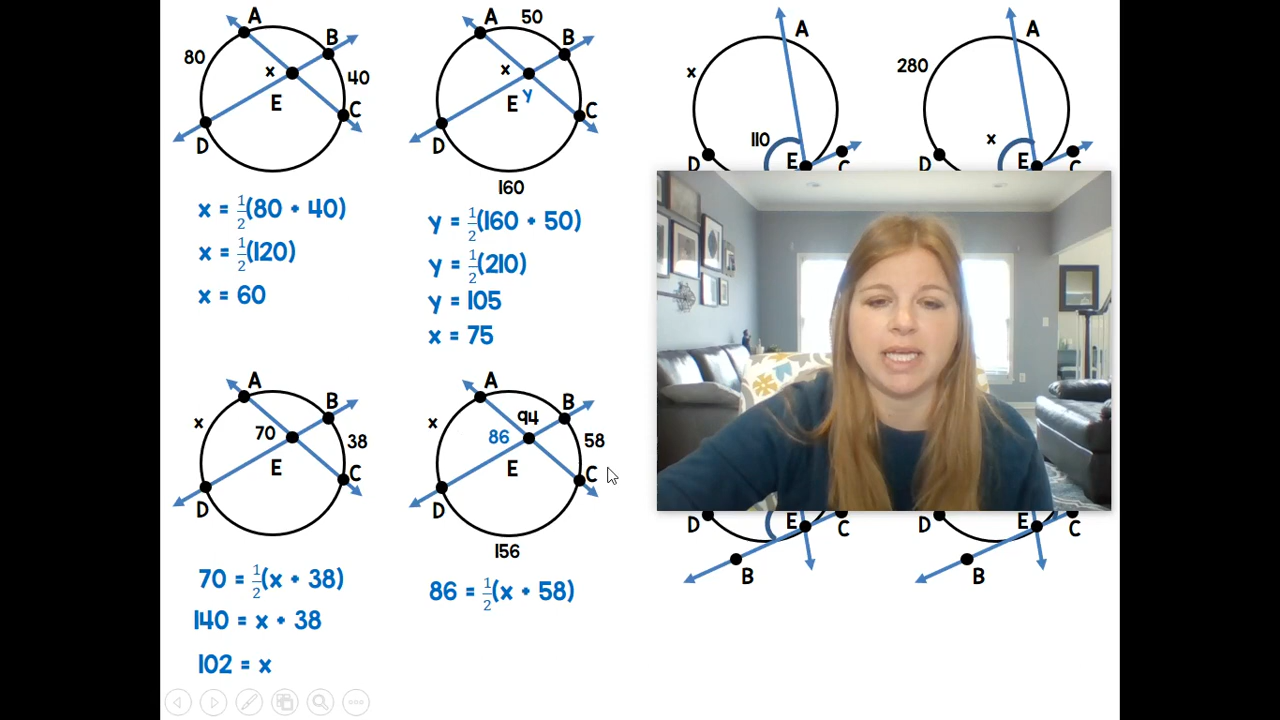 A
B
80
x
40
E
C
D
x = 1/2(80 + 40)
x = 1/2(120)
x = 60
A
50
B
x
E
y
C
D
160
y = 1/2(160 + 50)
y = 1/2(210)
y = 105
x = 75
A
x
110
E
D
C
A
280
x
E
D
C
A
B
x
70
38
E
C
D
70 = 1/2(x + 38)
140 = x + 38
102 = x
A
B
x
94
86
58
E
C
D
156
86 = 1/2(x + 58)
D
E
C
B
D
E
C
B